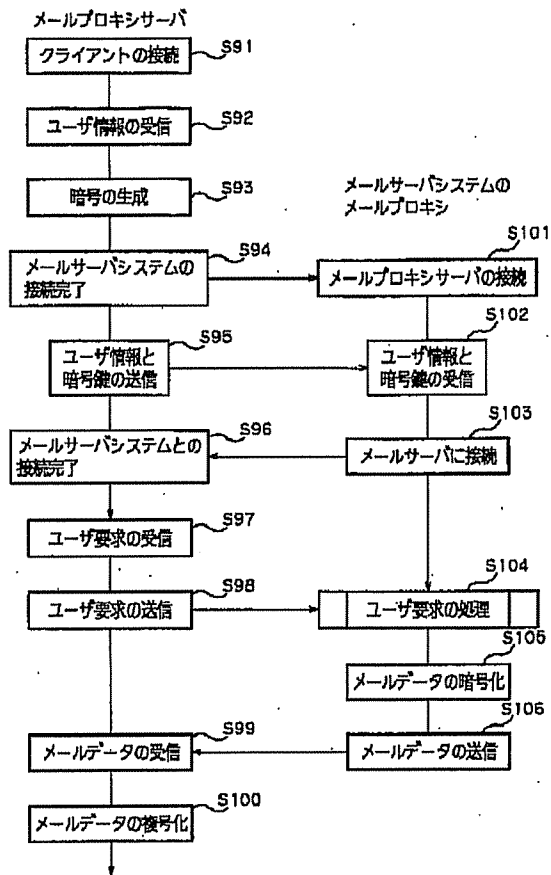 メールプロキシサーバ
クライアントの接続
S91
ユーザ情報の受信
S92
暗号の生成
S93
メールサーバシステムの
メールプロキシ
メールサーバシステムの
接続完了
S94
メールプロキシサーバの接続
S101
ユーザ情報と
暗号鍵の送信
S95
ユーザ情報と
暗号鍵の受信
S102
メールサーバシステムとの
接続完了
S96
メールサーバに接続
S103
ユーザ要求の受信
S97
ユーザ要求の送信
S98
ユーザ要求の処理
S104
メールデータの暗号化
S105
メールデータの受信
S99
メールデータの送信
S106
メールデータの複号化
S100